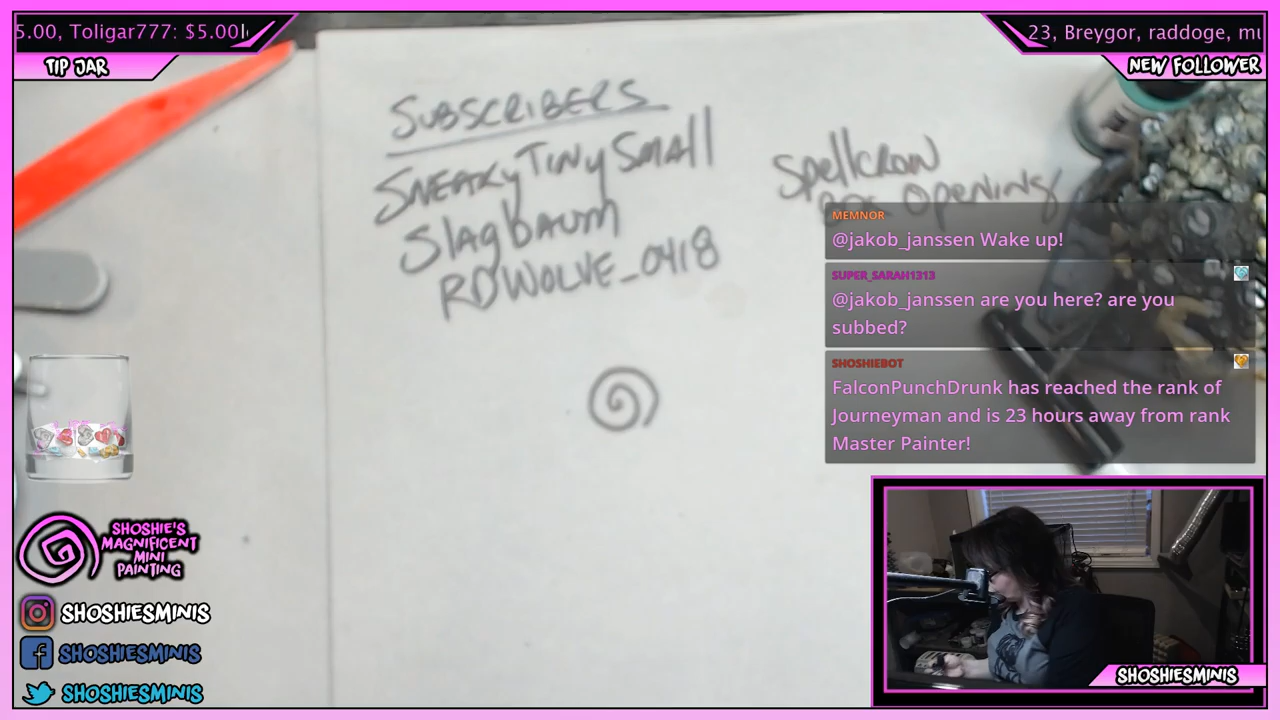 5.00, Toligar777: $5.00
TIP JAR
23, Breygor, raddoge, mu
NEW FOLLOWER
SUBSCRIBERS
SNEAKyTINySMAll
SlagbAUM
RDWOLVE_0418
Spellcrow
OpeNiNg
MEMNOR
@jakob_janssen Wake up!
SUPER_SARAH1313
@jakob_janssen are you here? are you
subbed?
SHOSHIEBOT
FalconPunchDrunk has reached the rank of
Journeyman and is 23 hours away from rank
Master Painter!
SHOSHIE'S
MAGNIFICENT
MINI
PAINTING
SHOSHIESMINIS
SHOSHIESMINIS
SHOSHIESMINIS
SHOSHIESMINIS